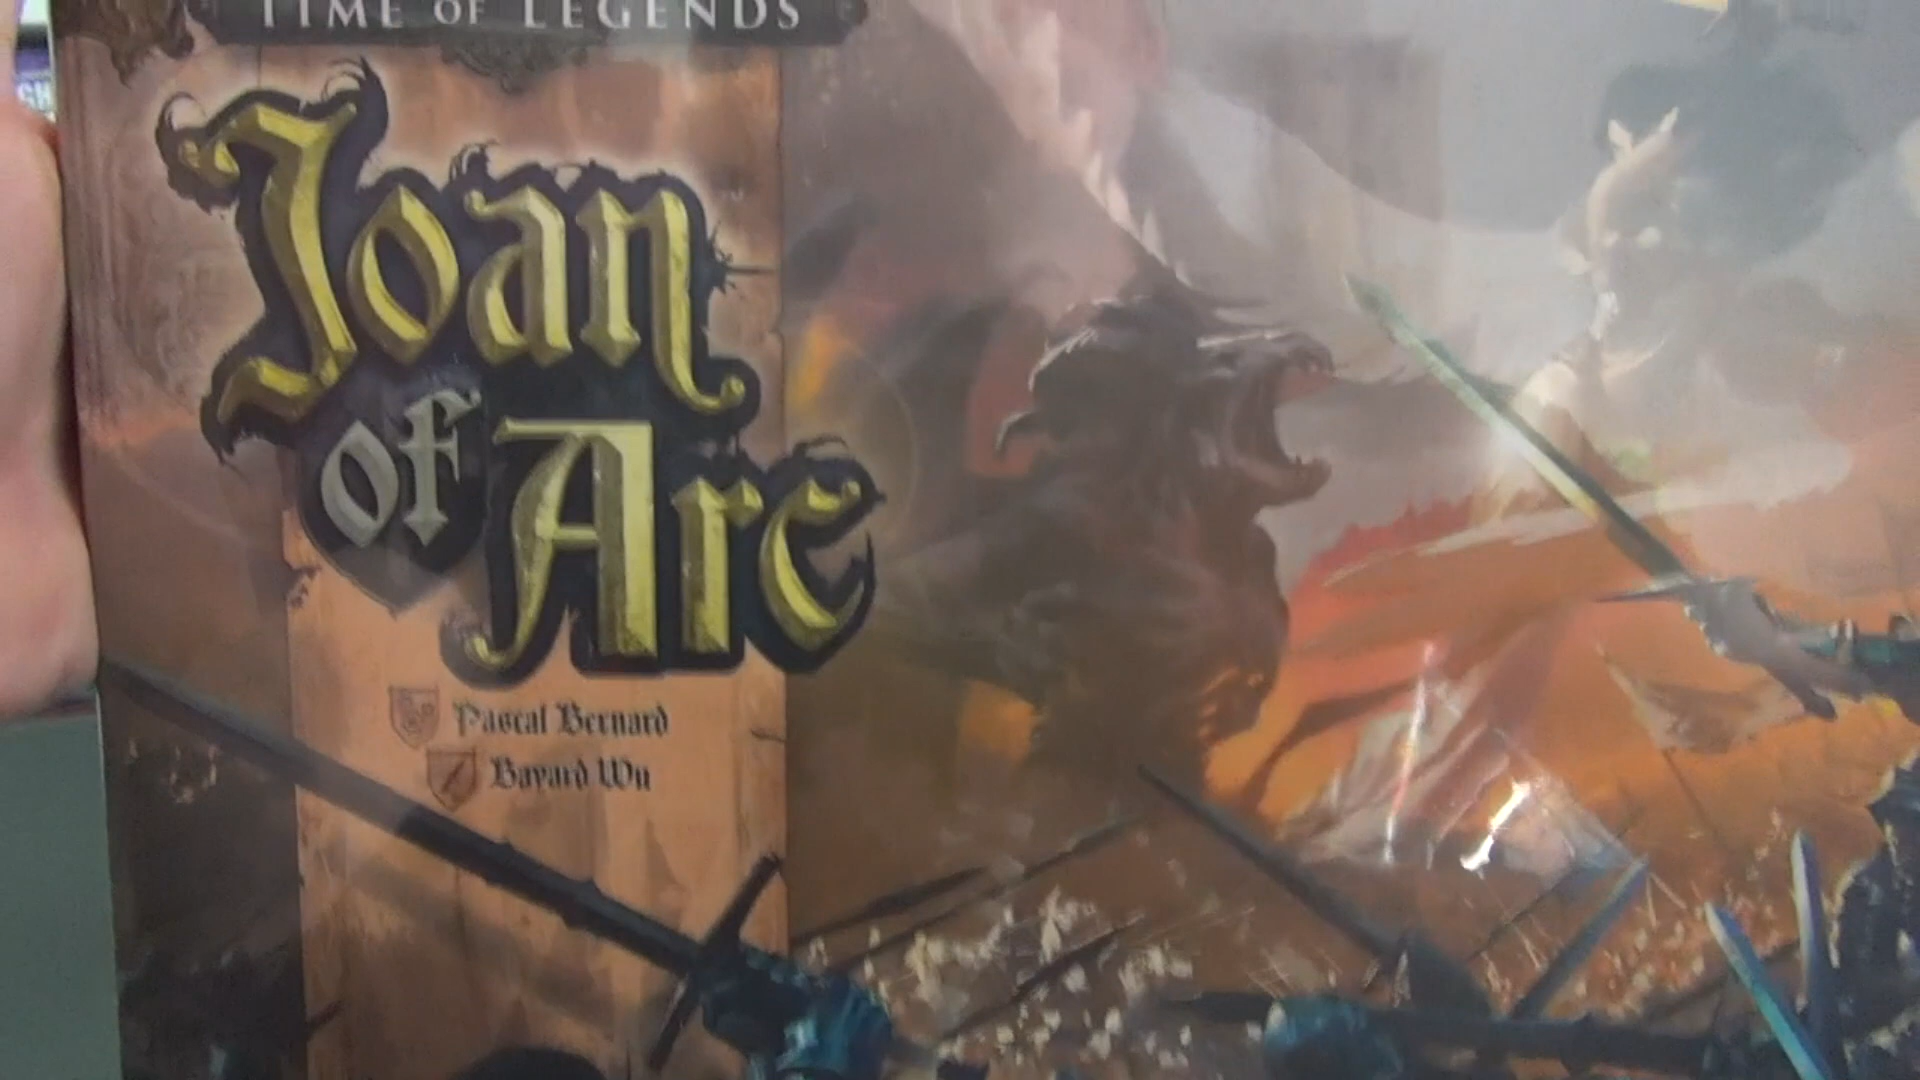 TIME OF LEGENDS
Joan
of Arc
Pascal Bernard
Bayard Wu